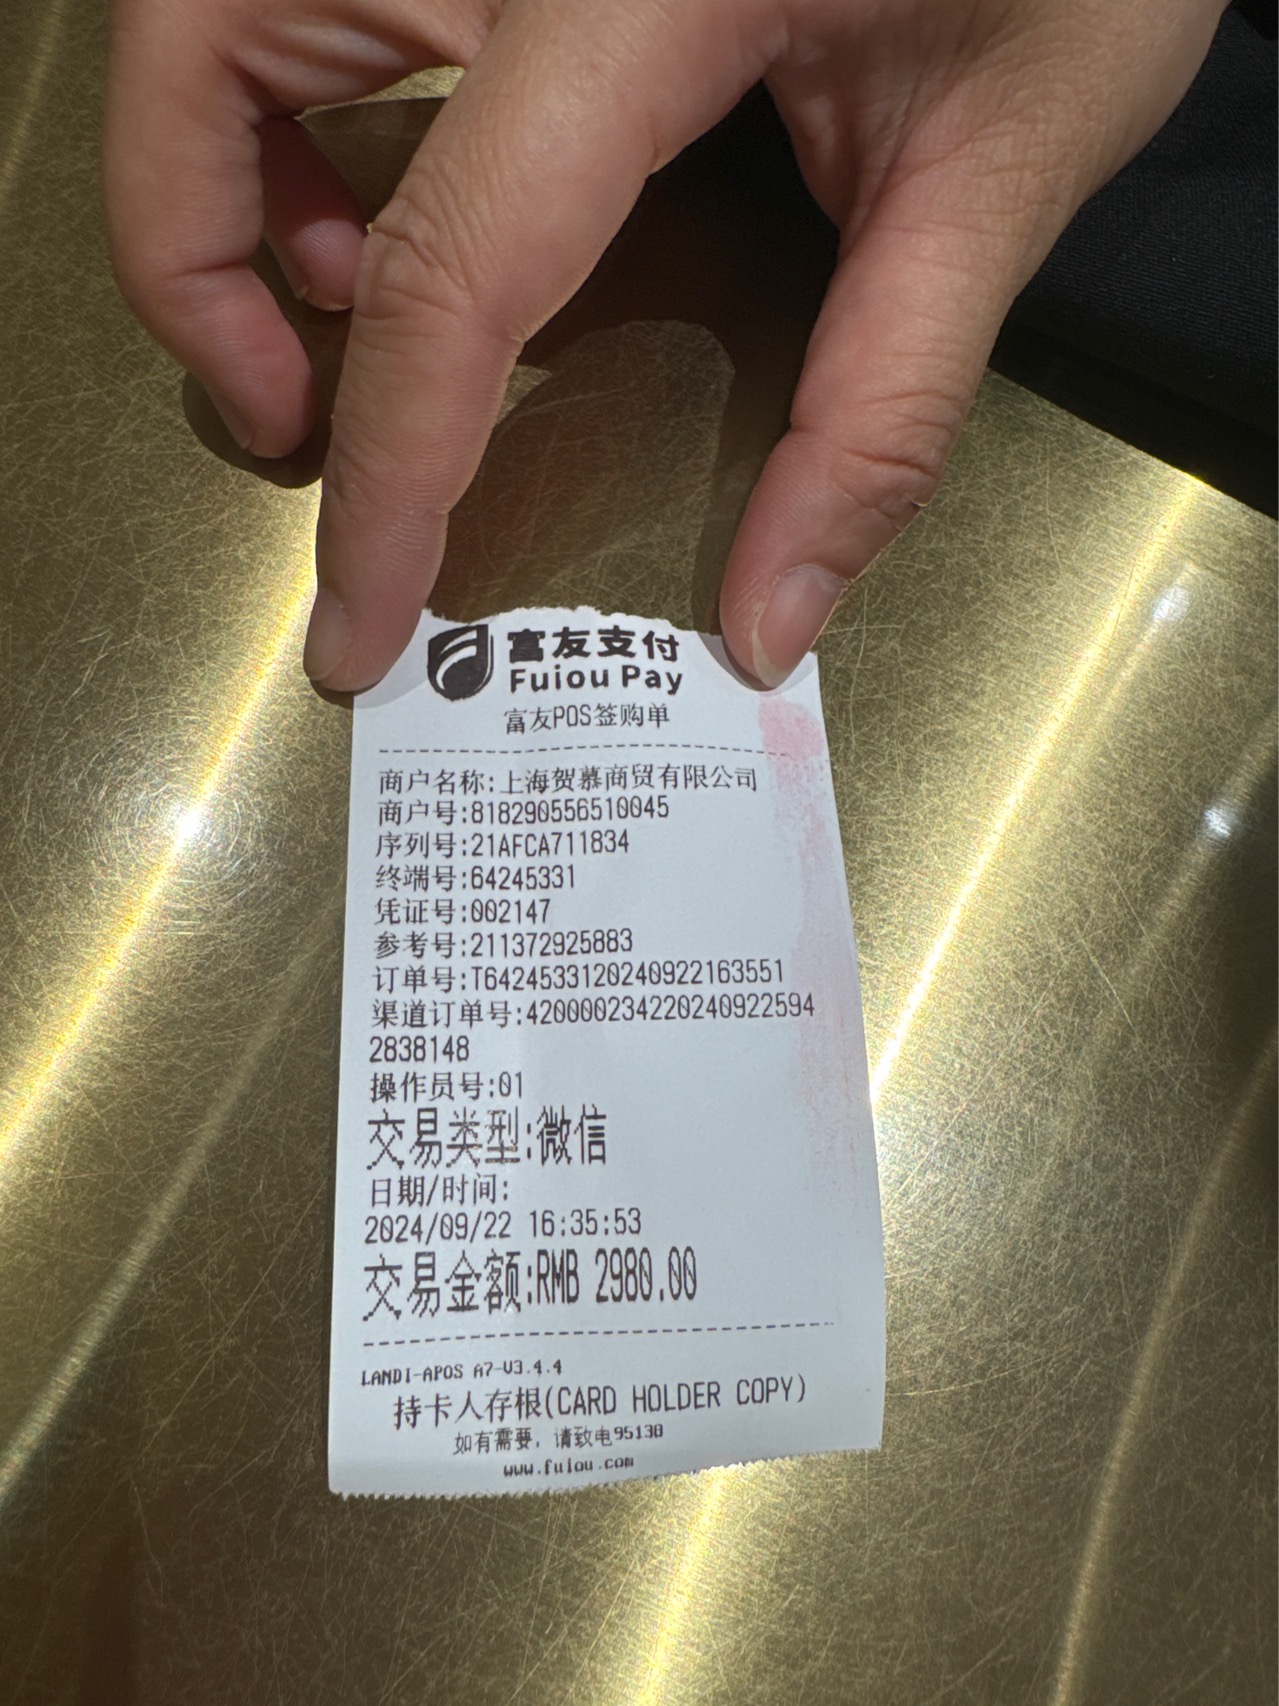 富友支付
Fuiou Pay
富友POS签购单
商户名称:上海贺慕商贸有限公司
商户号:818290556510045
序列号:21AFCA711834
终端号:64245331
凭证号:002147
参考号:211372925883
订单号:T6424533120240922163551
渠道订单号:420000234220240922594
2838148
操作员号:01
交易类型:微信
日期/时间:
2024/09/22 16:35:53
交易金额:RMB 2980.00
LANDI-APOS A7-V3.4.4
持卡人存根(CARD HOLDER COPY)
如有需要, 请致电95138
www.fuiou.com